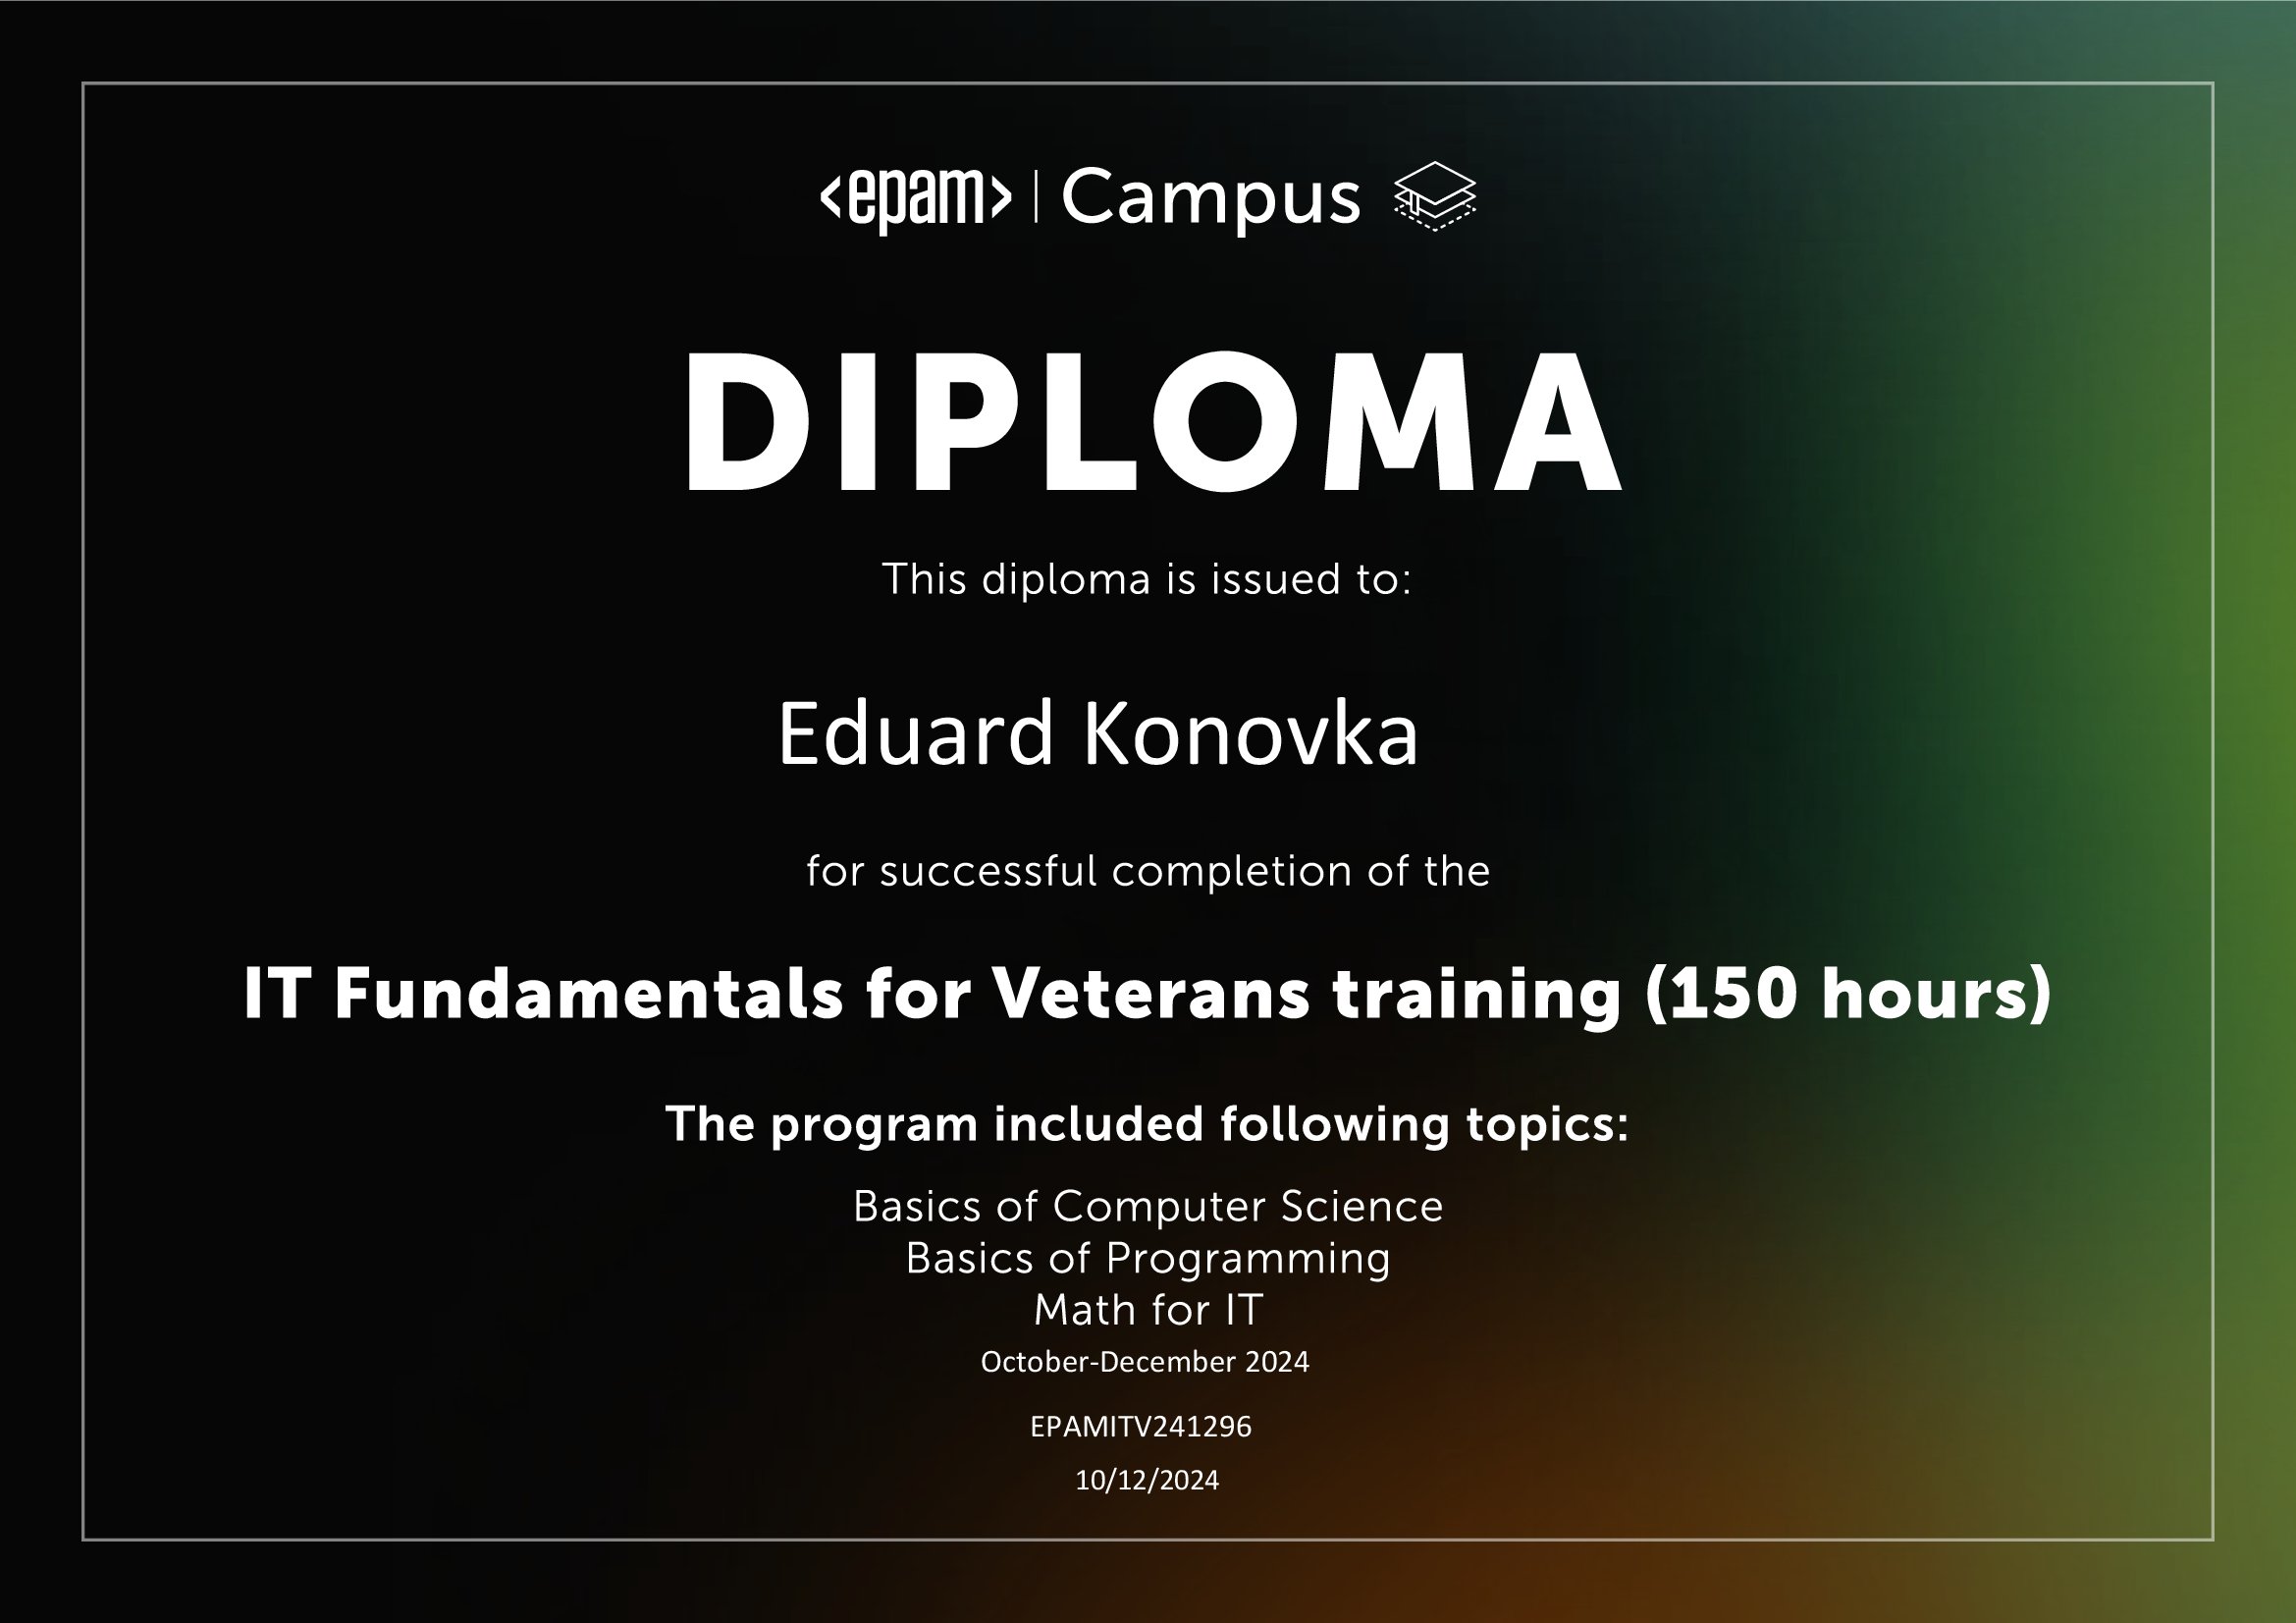 <epam> | Campus
DIPLOMA
This diploma is issued to:
Eduard Konovka
for successful completion of the
IT Fundamentals for Veterans training (150 hours)
The program included following topics:
Basics of Computer Science
Basics of Programming
Math for IT
October-December 2024
EPAMITV241296
10/12/2024